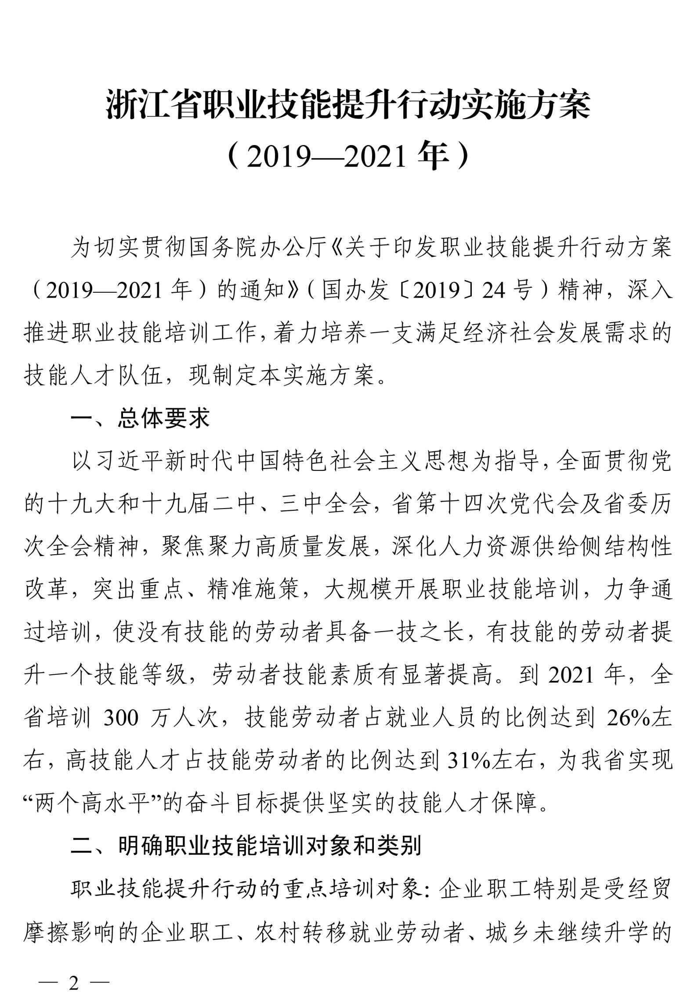 浙江省职业技能提升行动实施方案
（2019—2021 年）
为切实贯彻国务院办公厅《关于印发职业技能提升行动方案
（2019—2021 年）的通知》（国办发〔2019〕24 号）精神，深入
推进职业技能培训工作，着力培养一支满足经济社会发展需求的
技能人才队伍，现制定本实施方案。
一、总体要求
以习近平新时代中国特色社会主义思想为指导，全面贯彻党
的十九大和十九届二中、三中全会，省第十四次党代会及省委历
次全会精神，聚焦聚力高质量发展，深化人力资源供给侧结构性
改革，突出重点、精准施策，大规模开展职业技能培训，力争通
过培训，使没有技能的劳动者具备一技之长，有技能的劳动者提
升一个技能等级，劳动者技能素质有显著提高。到 2021 年，全
省培训 300 万人次，技能劳动者占就业人员的比例达到 26%左
右，高技能人才占技能劳动者的比例达到 31%左右，为我省实现
“两个高水平”的奋斗目标提供坚实的技能人才保障。
二、明确职业技能培训对象和类别
职业技能提升行动的重点培训对象：企业职工特别是受经贸
摩擦影响的企业职工、农村转移就业劳动者、城乡未继续升学的
— 2 —